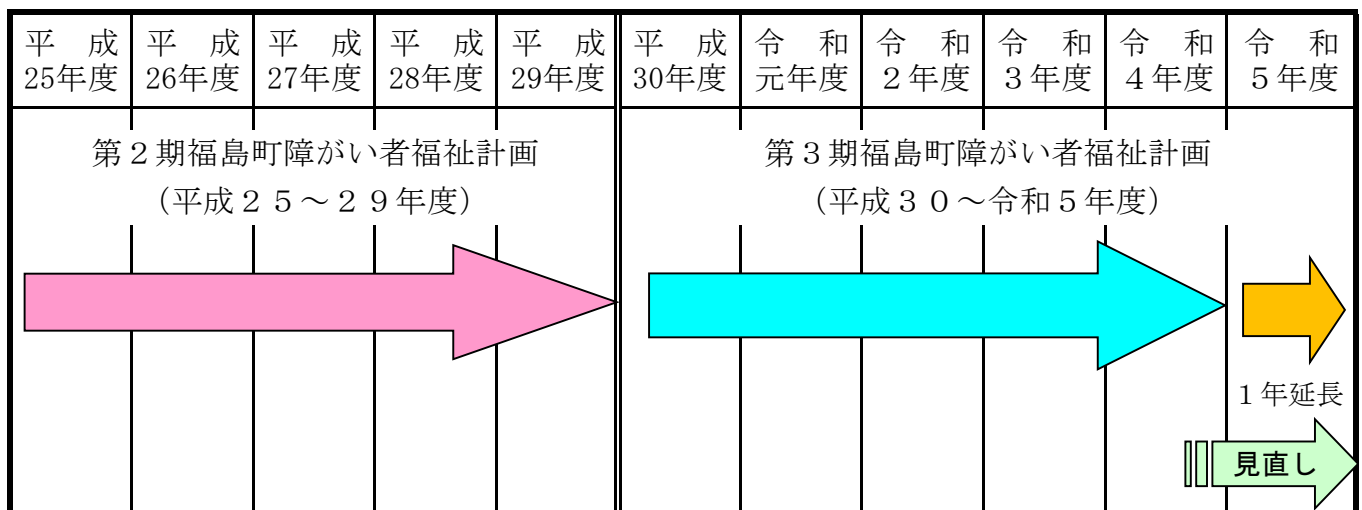 平成 平成 平成 平成 平成 平成 令和 令和 令和 令和 令和
25年度 26年度 27年度 28年度 29年度 30年度 元年度 2年度 3年度 4年度 5年度
第2期福島町障がい者福祉計画 第3期福島町障がい者福祉計画
(平成25~29年度) (平成30~令和5年度)
1年延長
見直し